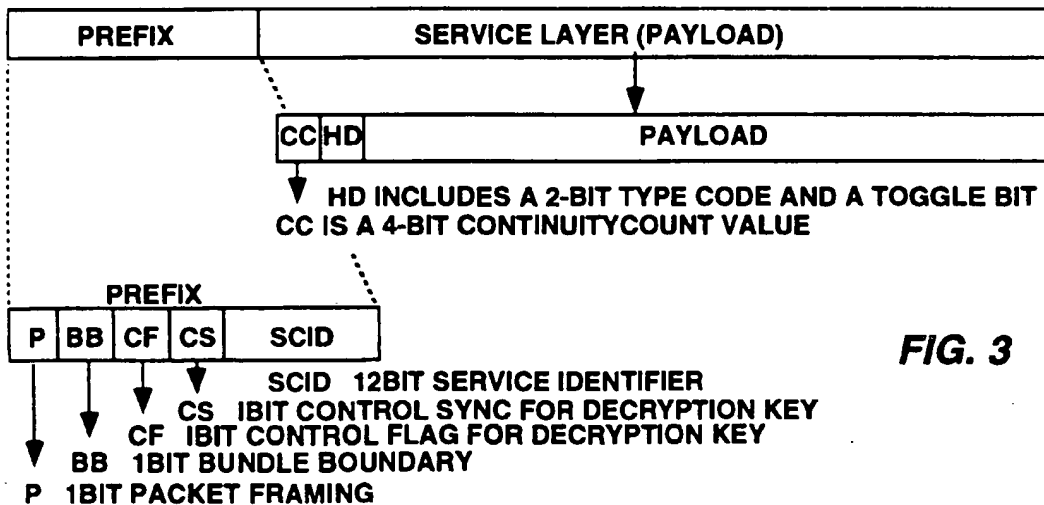 PREFIX SERVICE LAYER (PAYLOAD)
CC HD PAYLOAD
HD INCLUDES A 2-BIT TYPE CODE AND A TOGGLE BIT
CC IS A 4-BIT CONTINUITYCOUNT VALUE
PREFIX
P BB CF CS SCID
FIG. 3
SCID 12BIT SERVICE IDENTIFIER
CS IBIT CONTROL SYNC FOR DECRYPTION KEY
CF IBIT CONTROL FLAG FOR DECRYPTION KEY
BB 1BIT BUNDLE BOUNDARY
P 1BIT PACKET FRAMING